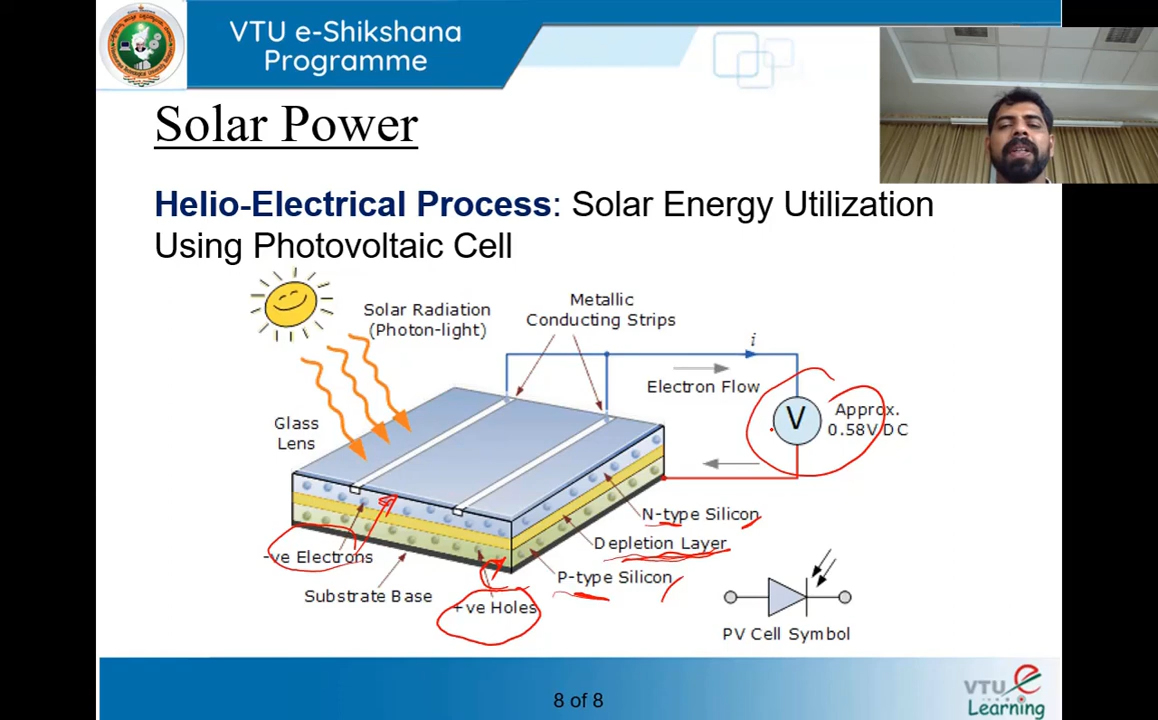 VTU e-Shikshana
Programme
Solar Power
Helio-Electrical Process: Solar Energy Utilization
Using Photovoltaic Cell
Solar Radiation
(Photon-light)
Metallic
Conducting Strips
i
Electron Flow
Glass
Lens
V
Approx.
0.58V DC
N-type Silicon
Depletion Layer
P-type Silicon
-ve Electrons
Substrate Base
+ve Holes
PV Cell Symbol
8 of 8
VTU e
Learning